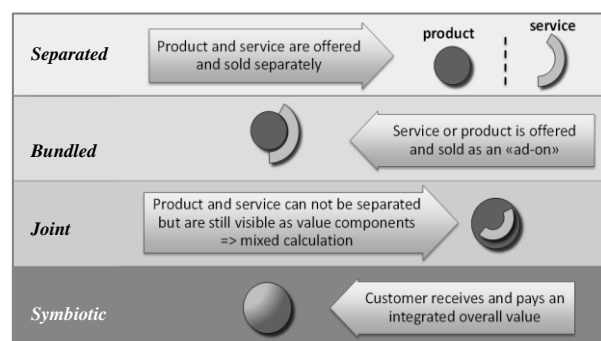 Separated
Product and service are offered
and sold separately
product
service
Bundled
Service or product is offered
and sold as an «ad-on»
Joint
Product and service can not be separated
but are still visible as value components
=> mixed calculation
Symbiotic
Customer receives and pays an
integrated overall value